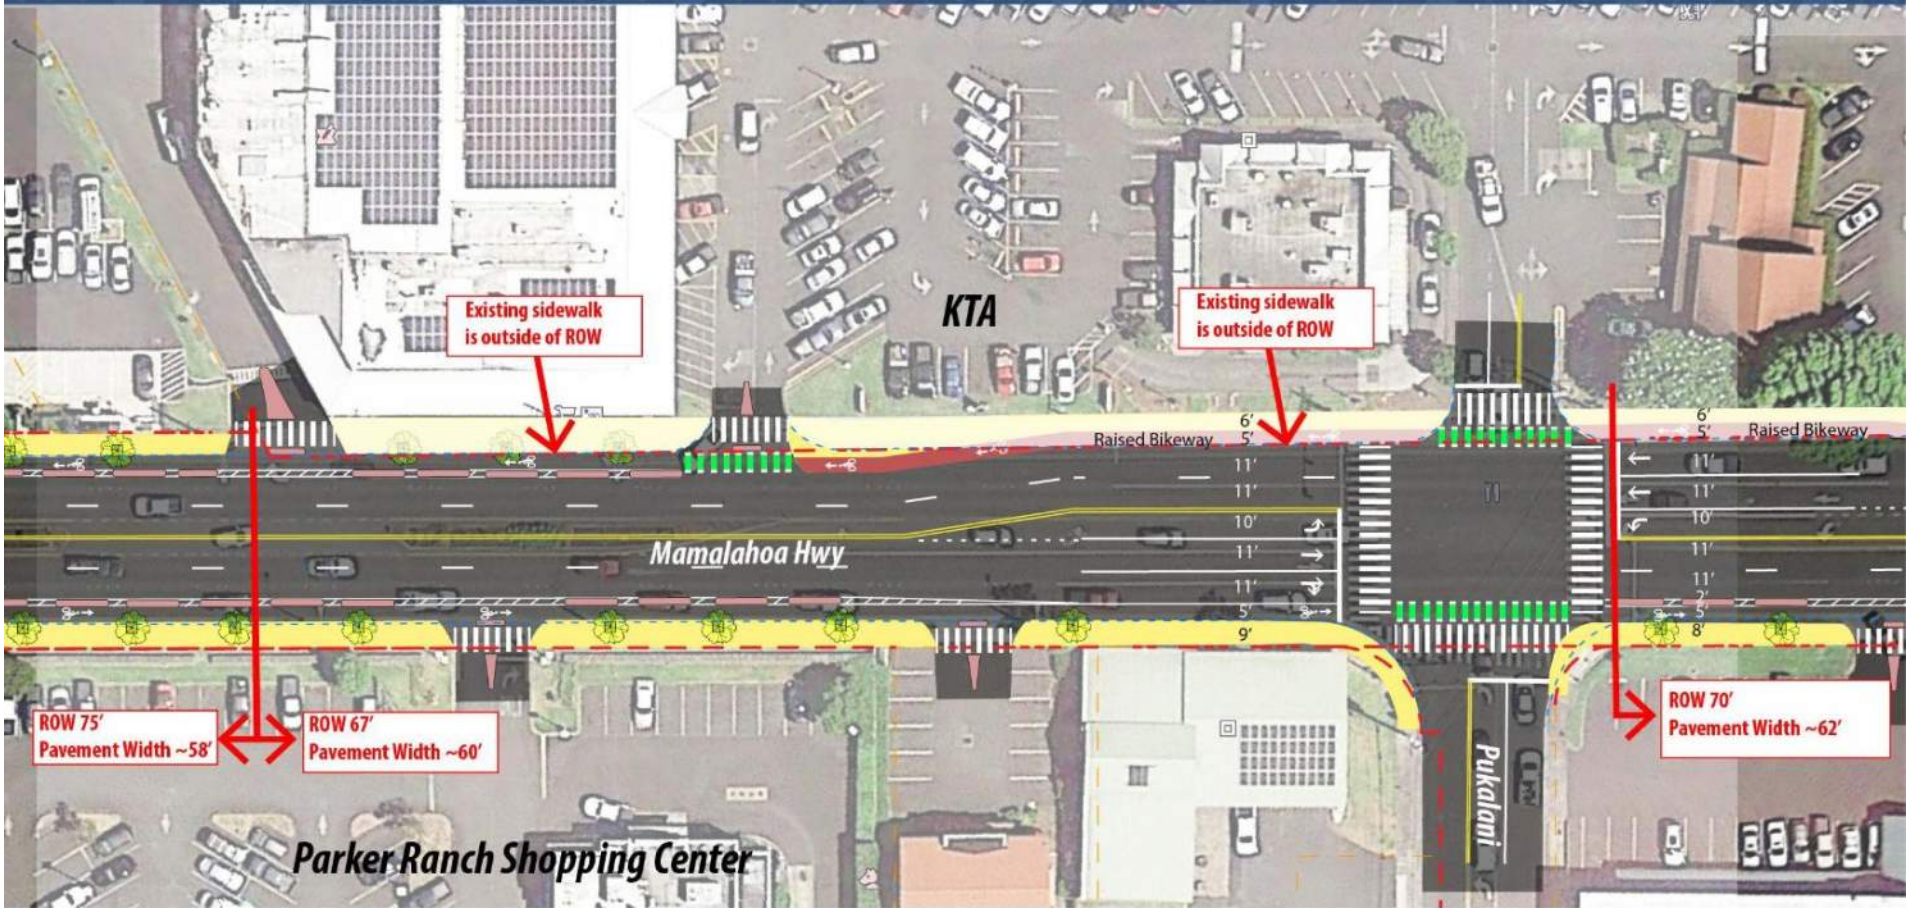 Existing sidewalk
is outside of ROW
KTA
Existing sidewalk
is outside of ROW
6'
5'
Raised Bikeway
11'
11'
10'
11'
11'
5'
9'
6'
5'
Raised Bikeway
11'
11'
10'
11'
11'
2'
5'
8'
Mamalahoa Hwy
ROW 75'
Pavement Width ~58'
ROW 67'
Pavement Width ~60'
ROW 70'
Pavement Width ~62'
Pukalani
Parker Ranch Shopping Center